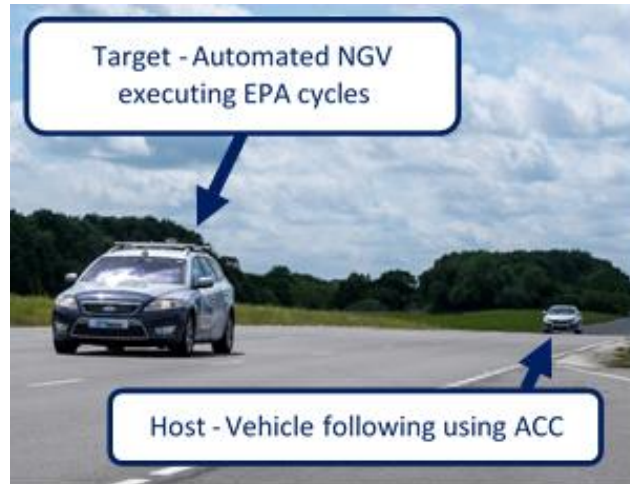 Target - Automated NGV
executing EPA cycles
Host - Vehicle following using ACC